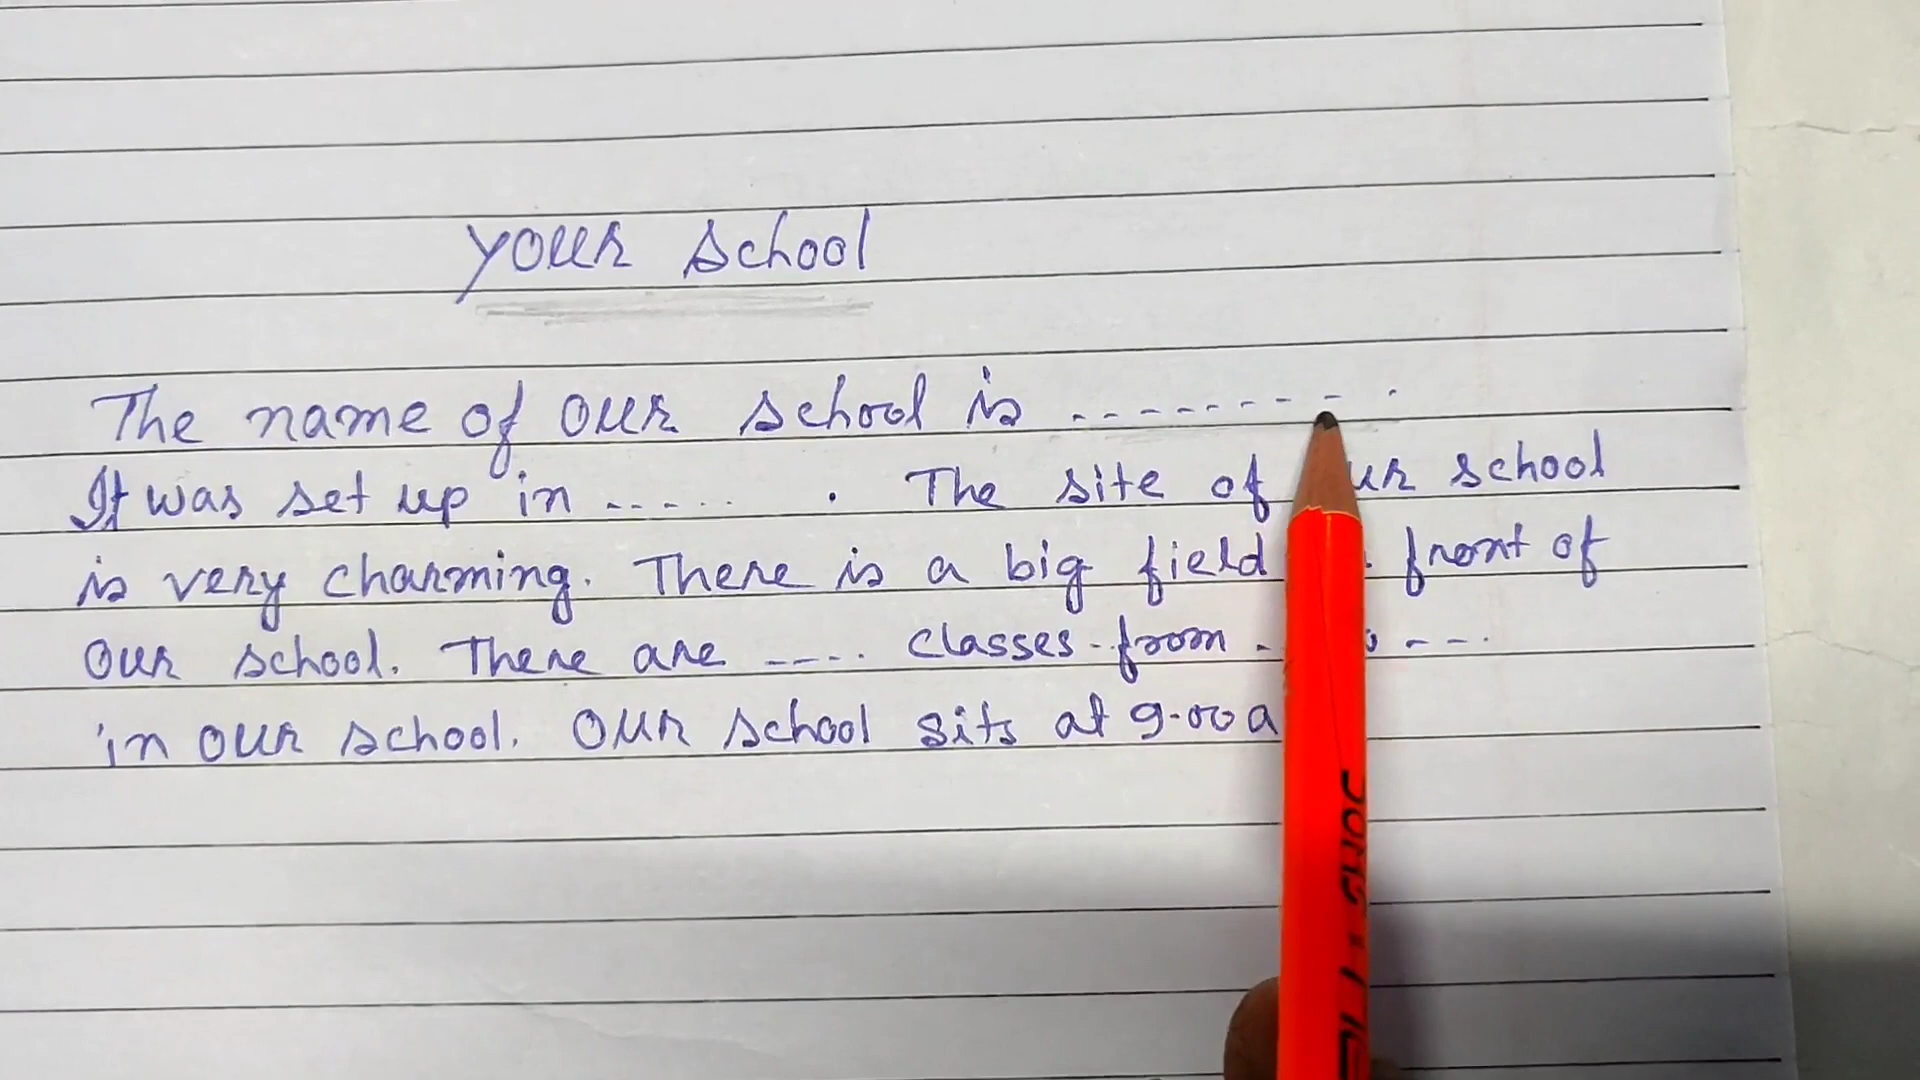 Your School
The name of our school is --------- .
It was set up in ----- . The site of school
is very charming. There is a big field front of
our school. There are ---- classes from - ---.
in our school. Our school sits at 9.00 a